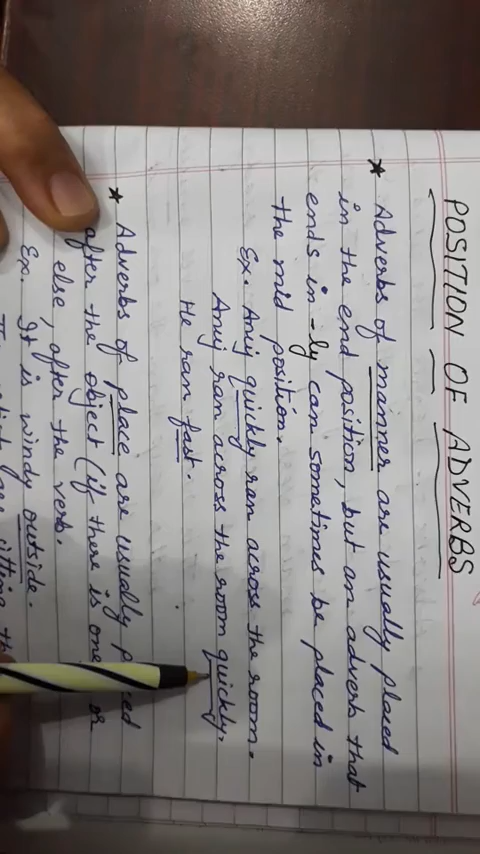 POSITION OF ADVERBS
* Adverbs of manner are usually placed
in the end position, but an adverb that
ends in -ly can sometimes be placed in
the mid position.
Ex. Anuj quickly ran across the room.
Anuj ran across the room quickly.
He ran fast.
* Adverbs of place are usually
after the object (if there is one or
else, after the verb.
Ex. It is windy outside.